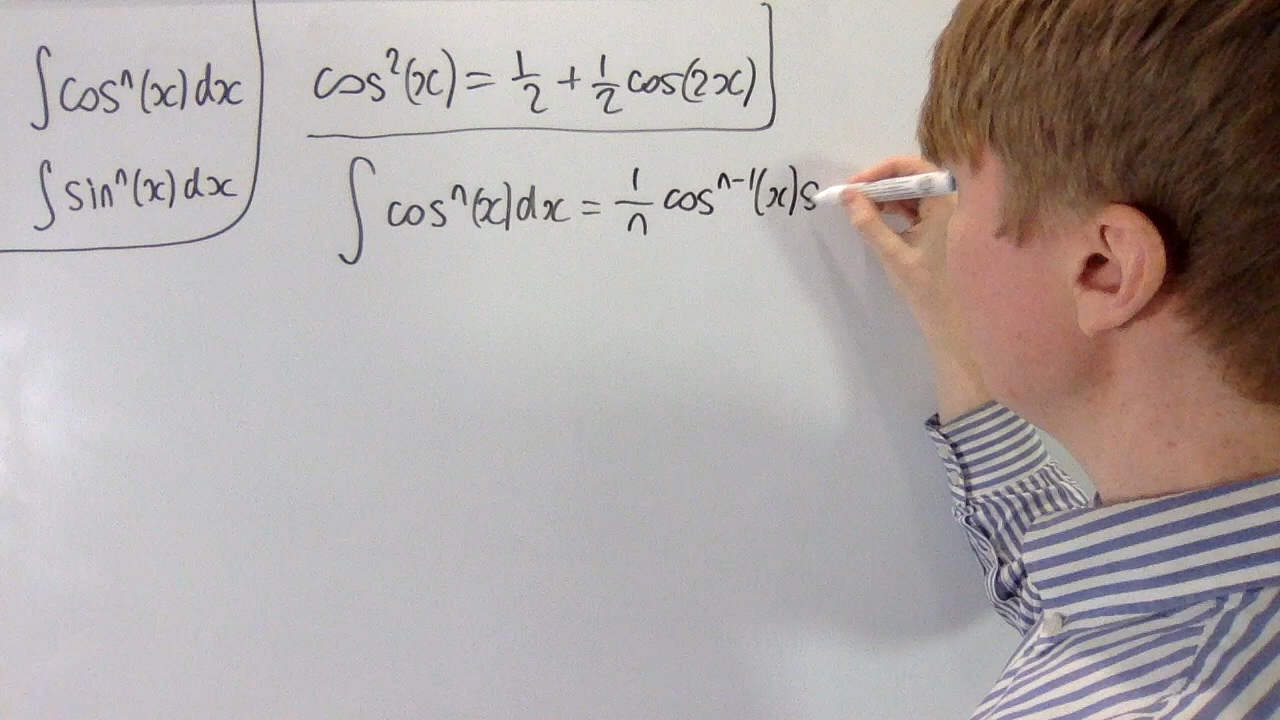 ∫cosⁿ(x)dx
∫sinⁿ(x)dx
cos²(x) = 1/2 + 1/2 cos(2x)
∫cosⁿ(x)dx = 1/n cosⁿ⁻¹(x)s